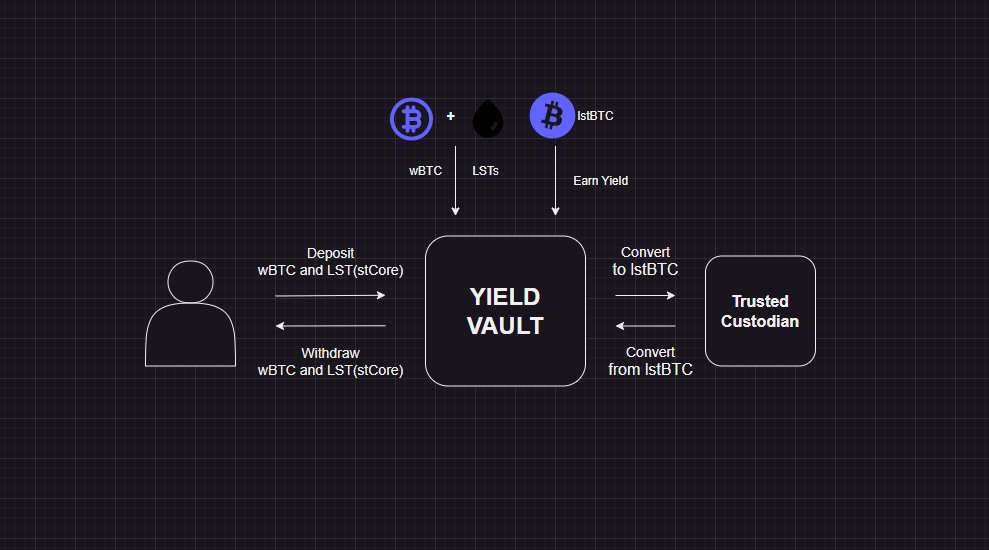 +
lstBTC
wBTC
LSTs
Earn Yield
Deposit
wBTC and LST(stCore)
Withdraw
wBTC and LST(stCore)
YIELD
VAULT
Convert
to lstBTC
Convert
from lstBTC
Trusted
Custodian